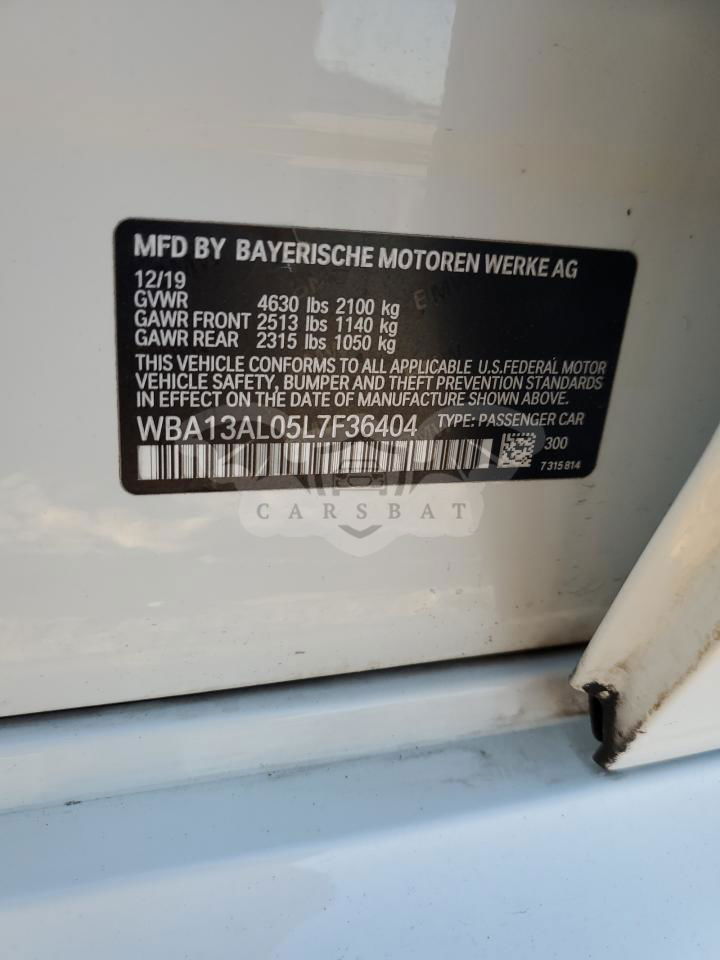 MFD BY BAYERISCHE MOTOREN WERKE AG
12/19
GVWR 4630 lbs 2100 kg
GAWR FRONT 2513 lbs 1140 kg
GAWR REAR 2315 lbs 1050 kg
THIS VEHICLE CONFORMS TO ALL APPLICABLE U.S.FEDERAL MOTOR
VEHICLE SAFETY, BUMPER AND THEFT PREVENTION STANDARDS
IN EFFECT ON THE DATE OF MANUFACTURE SHOWN ABOVE.
WBA13AL05L7F36404 TYPE: PASSENGER CAR
300
7315814
CARSBAT